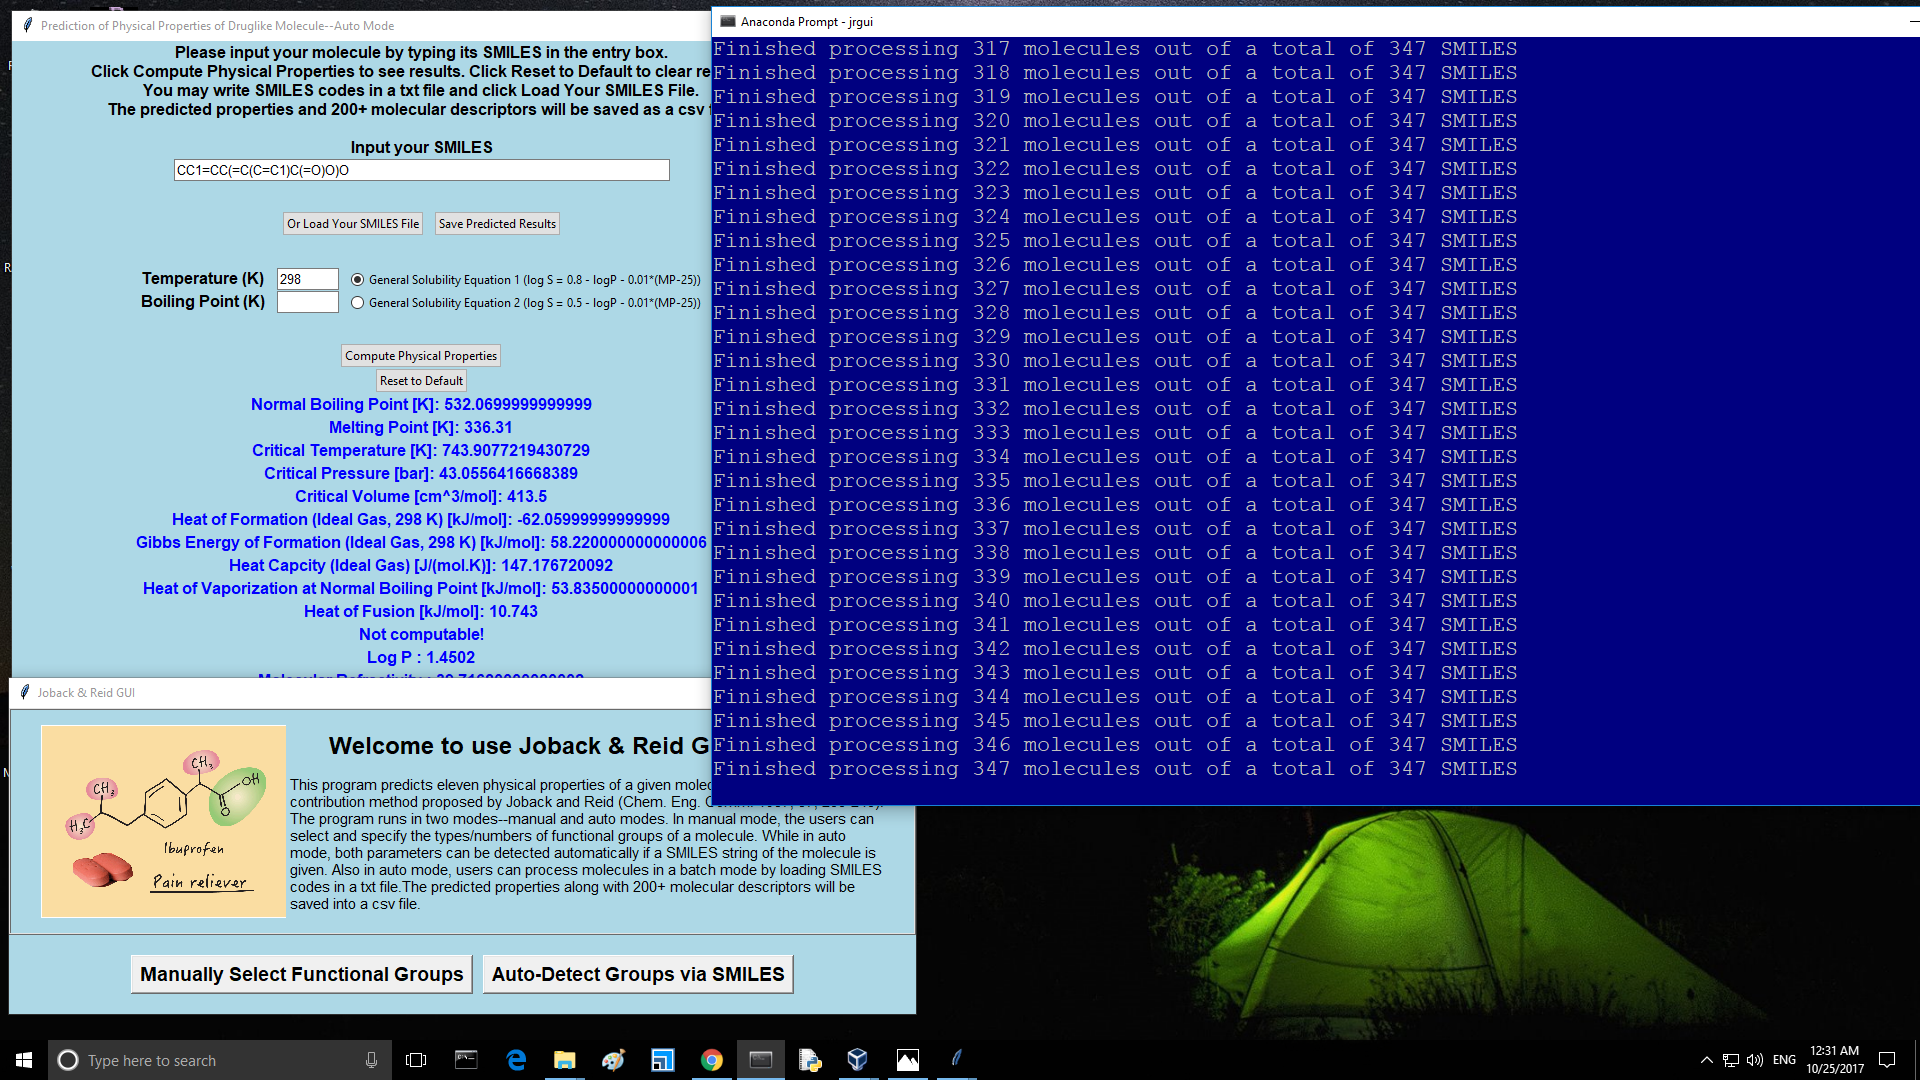 Prediction of Physical Properties of Druglike Molecule--Auto Mode
Please input your molecule by typing its SMILES in the entry box.
Click Compute Physical Properties to see results. Click Reset to Default to clear re
You may write SMILES codes in a txt file and click Load Your SMILES File.
The predicted properties and 200+ molecular descriptors will be saved as a csv
Input your SMILES
CC1=CC(=C(C=C1)C(=O)O)O
Or Load Your SMILES File
Save Predicted Results
Temperature (K)
298
General Solubility Equation 1 (log S = 0.8 - logP - 0.01*(MP-25))
Boiling Point (K)
General Solubility Equation 2 (log S = 0.5 - logP - 0.01*(MP-25))
Compute Physical Properties
Reset to Default
Normal Boiling Point [K]: 532.0699999999999
Melting Point [K]: 336.31
Critical Temperature [K]: 743.9077219430729
Critical Pressure [bar]: 43.0556416668389
Critical Volume [cm^3/mol]: 413.5
Heat of Formation (Ideal Gas, 298 K) [kJ/mol]: -62.05999999999999
Gibbs Energy of Formation (Ideal Gas, 298 K) [kJ/mol]: 58.220000000000006
Heat Capcity (Ideal Gas) [J/(mol.K)]: 147.176720092
Heat of Vaporization at Normal Boiling Point [kJ/mol]: 53.83500000000001
Heat of Fusion [kJ/mol]: 10.743
Not computable!
Log P : 1.4502
Anaconda Prompt - jrgui
Finished processing 317 molecules out of a total of 347 SMILES
Finished processing 318 molecules out of a total of 347 SMILES
Finished processing 319 molecules out of a total of 347 SMILES
Finished processing 320 molecules out of a total of 347 SMILES
Finished processing 321 molecules out of a total of 347 SMILES
Finished processing 322 molecules out of a total of 347 SMILES
Finished processing 323 molecules out of a total of 347 SMILES
Finished processing 324 molecules out of a total of 347 SMILES
Finished processing 325 molecules out of a total of 347 SMILES
Finished processing 326 molecules out of a total of 347 SMILES
Finished processing 327 molecules out of a total of 347 SMILES
Finished processing 328 molecules out of a total of 347 SMILES
Finished processing 329 molecules out of a total of 347 SMILES
Finished processing 330 molecules out of a total of 347 SMILES
Finished processing 331 molecules out of a total of 347 SMILES
Finished processing 332 molecules out of a total of 347 SMILES
Finished processing 333 molecules out of a total of 347 SMILES
Finished processing 334 molecules out of a total of 347 SMILES
Finished processing 335 molecules out of a total of 347 SMILES
Finished processing 336 molecules out of a total of 347 SMILES
Finished processing 337 molecules out of a total of 347 SMILES
Finished processing 338 molecules out of a total of 347 SMILES
Finished processing 339 molecules out of a total of 347 SMILES
Finished processing 340 molecules out of a total of 347 SMILES
Finished processing 341 molecules out of a total of 347 SMILES
Finished processing 342 molecules out of a total of 347 SMILES
Finished processing 343 molecules out of a total of 347 SMILES
Finished processing 344 molecules out of a total of 347 SMILES
Finished processing 345 molecules out of a total of 347 SMILES
Finished processing 346 molecules out of a total of 347 SMILES
Finished processing 347 molecules out of a total of 347 SMILES
Joback & Reid GUI
CH3
OH
CH3
H3C
O
Ibuprofen
Pain reliever
Welcome to use Joback & Reid G
This program predicts eleven physical properties of a given molec
contribution method proposed by Joback and Reid (Chem. Eng.
The program runs in two modes--manual and auto modes. In manual mode, the users can
select and specify the types/numbers of functional groups of a molecule. While in auto
mode, both parameters can be detected automatically if a SMILES string of the molecule is
given. Also in auto mode, users can process molecules in a batch mode by loading SMILES
codes in a txt file.The predicted properties along with 200+ molecular descriptors will be
saved into a csv file.
Manually Select Functional Groups
Auto-Detect Groups via SMILES
Type here to search
ENG
12:31 AM
10/25/2017